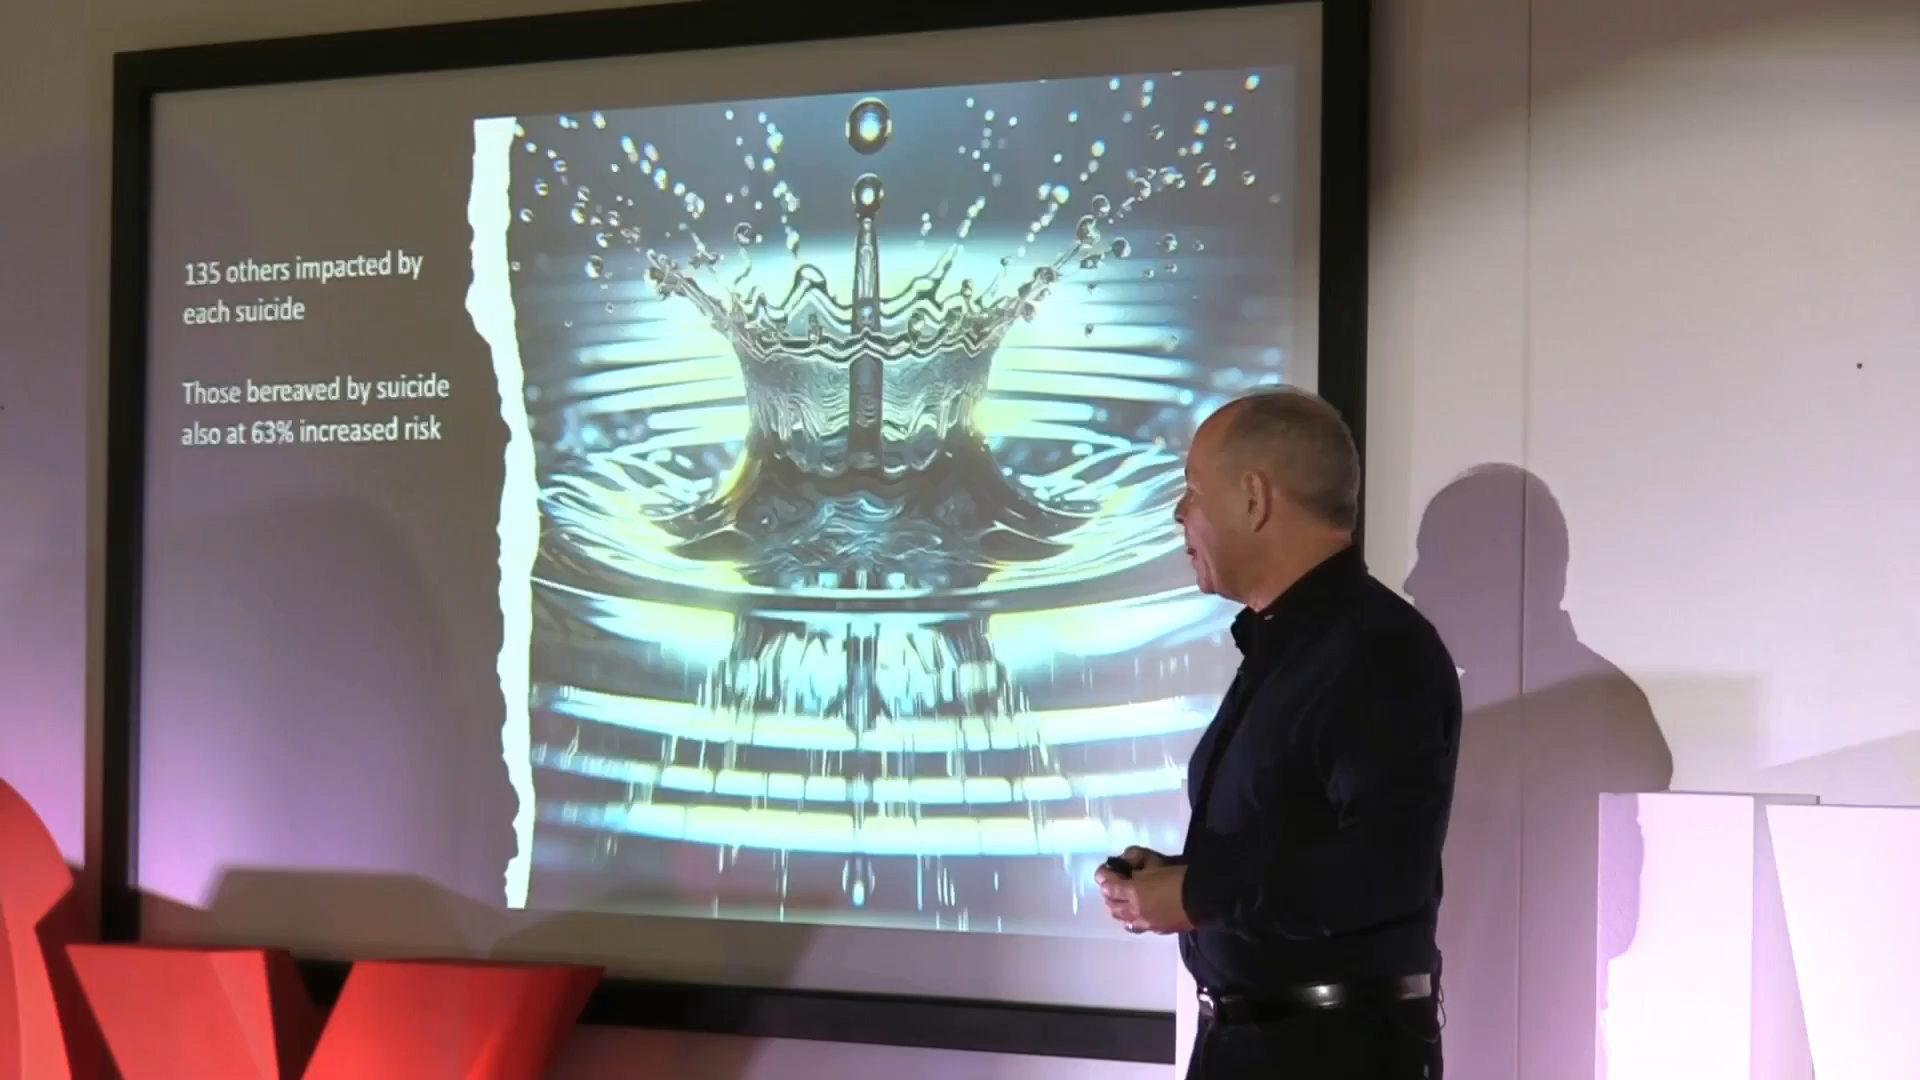 135 others impacted by
each suicide
Those bereaved by suicide
also at 63% increased risk